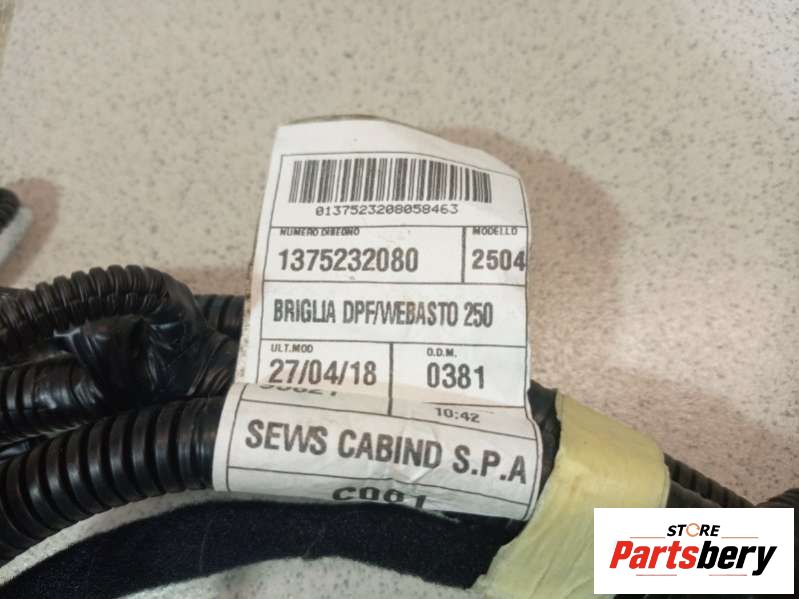 0137523208058463
NUMERO DISEGNO MODELLO
1375232080 2504
BRIGLIA DPF/WEBASTO 250
ULT.MOD O.D.M.
27/04/18 0381
10:42
SEWS CABIND S.P.A
C001
STORE
Partsbery